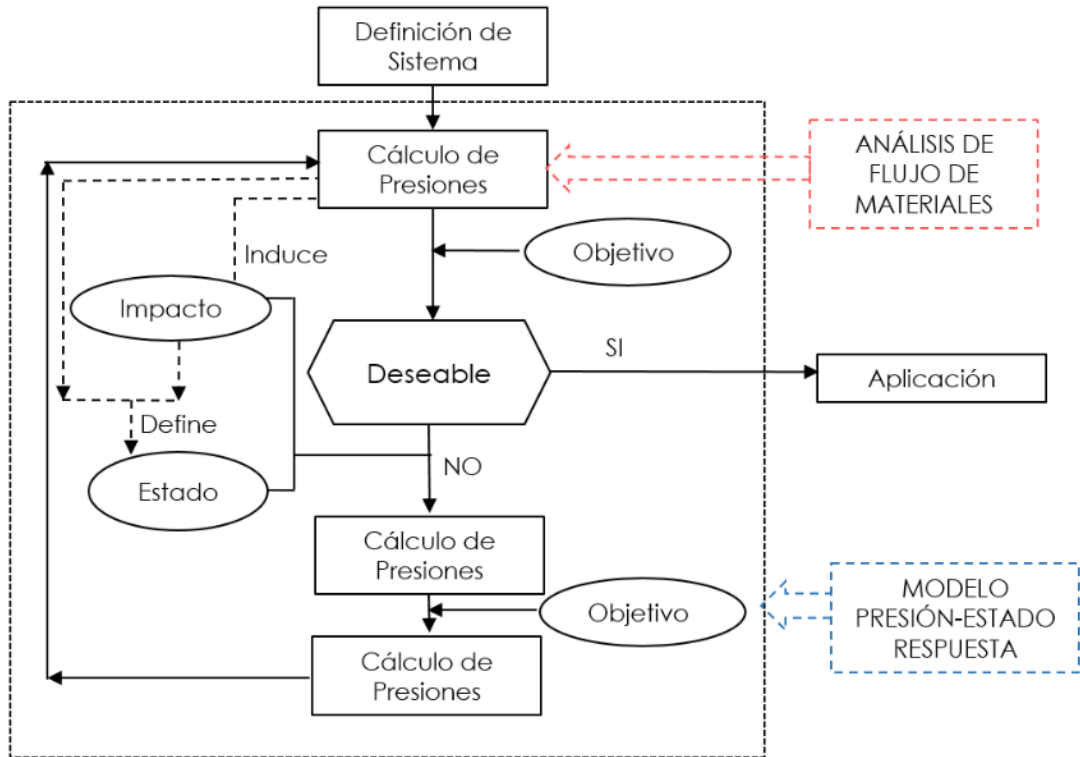 Definición de
Sistema
Cálculo de
Presiones
ANÁLISIS DE
FLUJO DE
MATERIALES
Induce
Objetivo
Impacto
SI
Deseable
Aplicación
Define
NO
Estado
Cálculo de
Presiones
Objetivo
MODELO
PRESIÓN-ESTADO
RESPUESTA
Cálculo de
Presiones